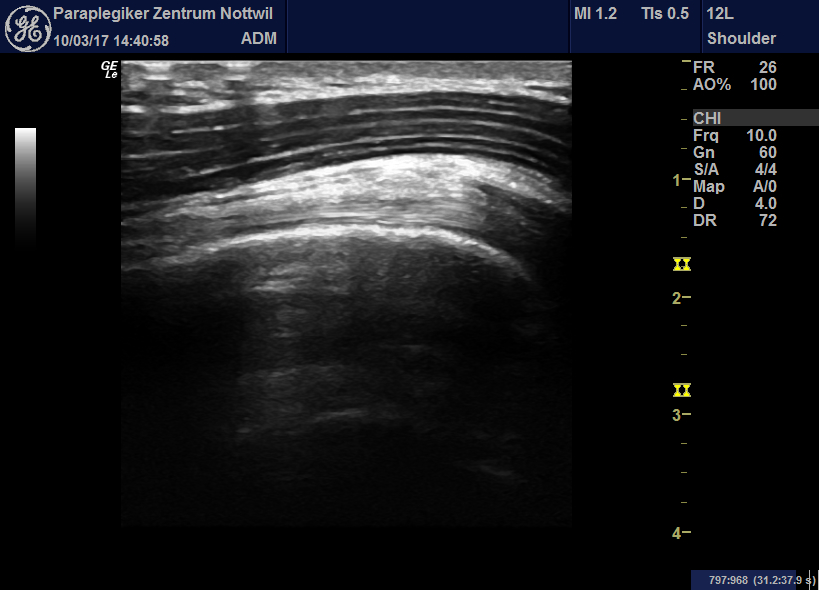 GE
Paraplegiker Zentrum Nottwil
10/03/17 14:40:58 ADM
MI 1.2 TIs 0.5
12L
Shoulder
GE
Le
FR 26
AO% 100
CHI
Frq 10.0
Gn 60
S/A 4/4
Map A/0
D 4.0
DR 72
1
2
3
4
797:968 (31.2:37.9 s)